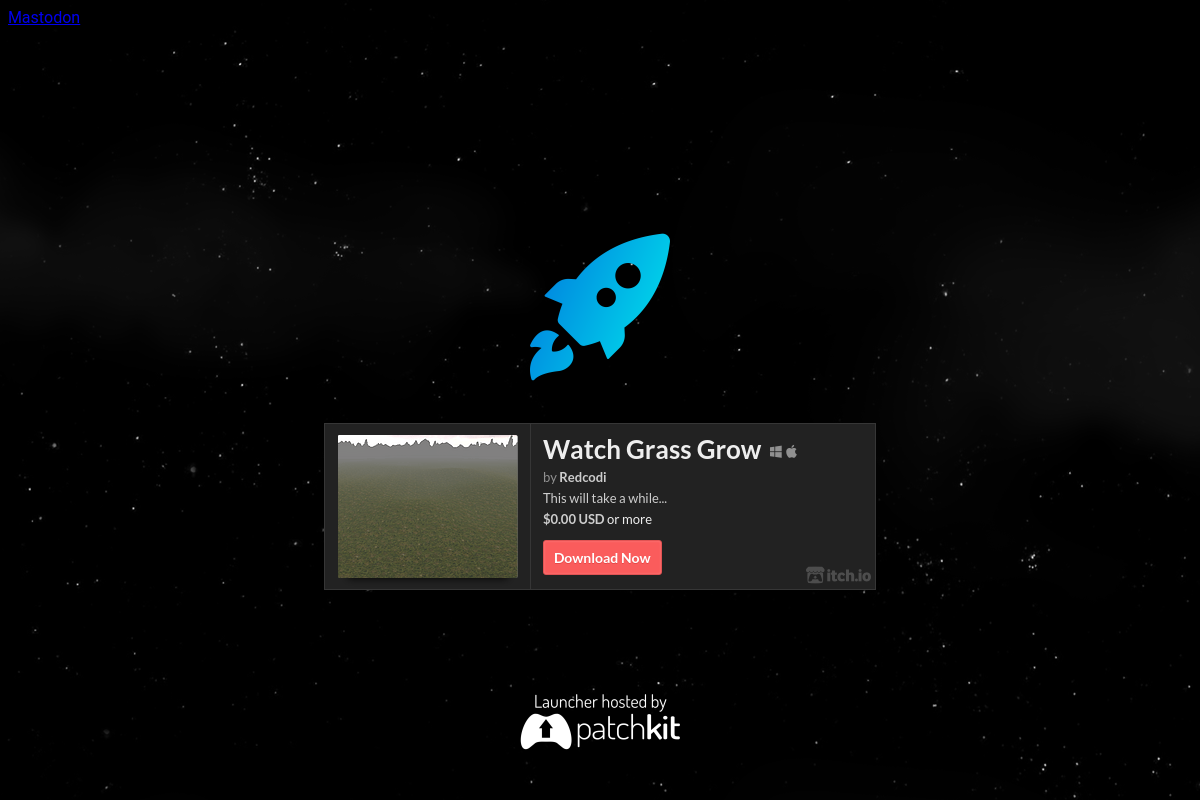 Mastodon
Watch Grass Grow
by Redcodi
This will take a while...
$0.00 USD or more
Download Now
itch.io
Launcher hosted by
patchkit